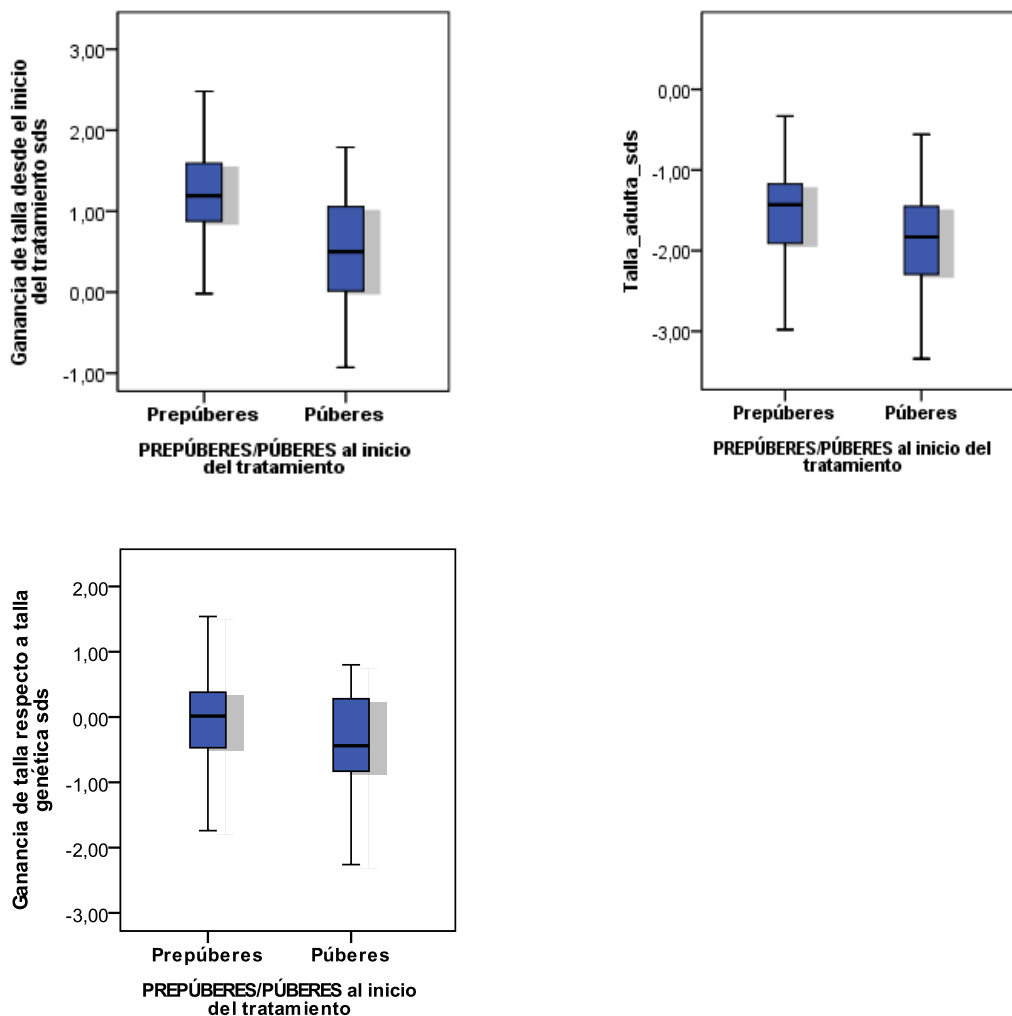 Ganancia de talla desde el inicio
del tratamiento sds
3,00
2,00
1,00
0,00
-1,00
Prepúberes
Púberes
PREPÚBERES/PÚBERES al inicio
del tratamiento
Talla_adulta_sds
0,00
-1,00
-2,00
-3,00
Prepúberes
Púberes
PREPÚBERES/PÚBERES al inicio del
tratamiento
Ganancia de talla respecto a talla
genética sds
2,00
1,00
0,00
-1,00
-2,00
-3,00
Prepúberes
Púberes
PREPÚBERES/PÚBERES al inicio
del tratamiento